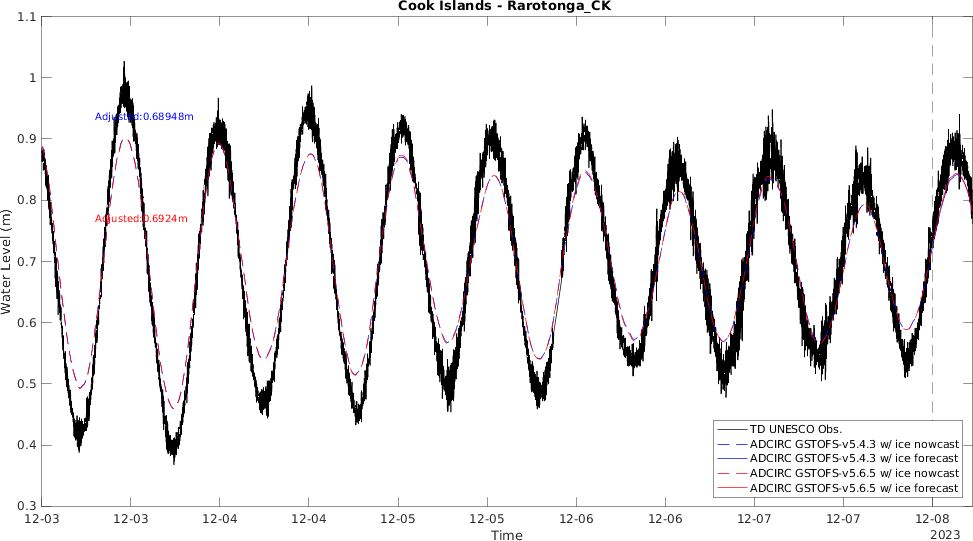 Cook Islands - Rarotonga_CK
1.1
1
0.9
0.8
0.7
0.6
0.5
0.4
0.3
Water Level (m)
Adjusted:0.68948m
Adjusted:0.6924m
TD UNESCO Obs.
ADCIRC GSTOFS-v5.4.3 w/ ice nowcast
ADCIRC GSTOFS-v5.4.3 w/ ice forecast
ADCIRC GSTOFS-v5.6.5 w/ ice nowcast
ADCIRC GSTOFS-v5.6.5 w/ ice forecast
12-03 12-03 12-04 12-04 12-05 12-05 12-06 12-06 12-07 12-07 12-08
2023
Time